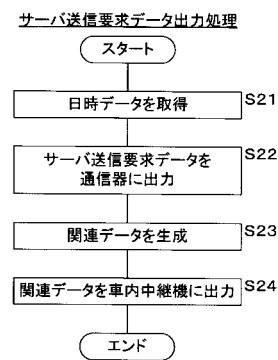 サーバ送信要求データ出力処理
スタート
日時データを取得
S21
サーバ送信要求データを
通信器に出力
S22
関連データを生成
S23
関連データを車内中継機に出力
S24
エンド